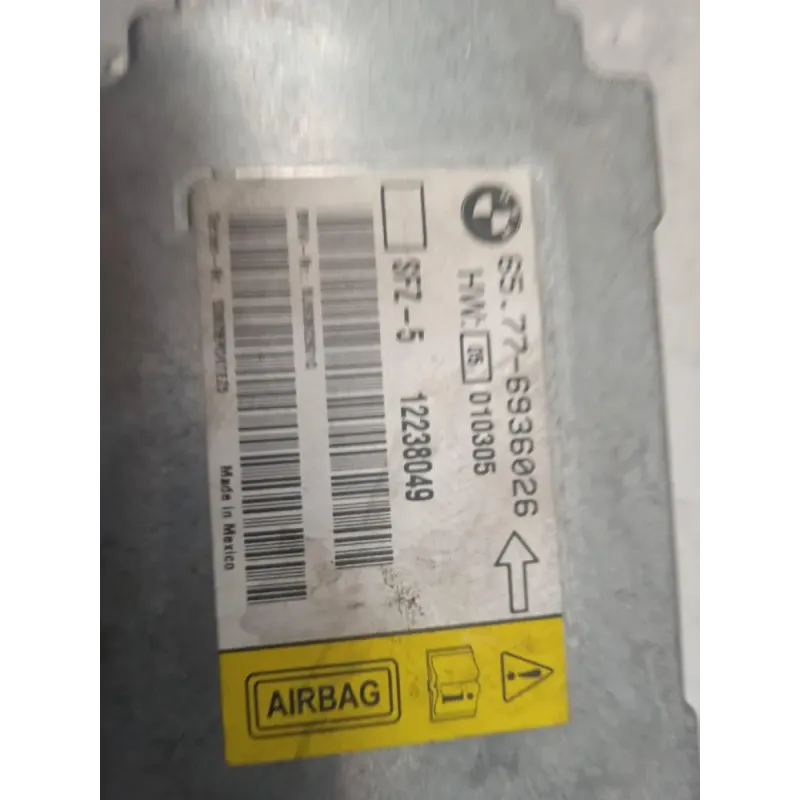 65.77-6936026
HW: 05 010305
SFZ-5 12238049
Made in Mexico
AIRBAG